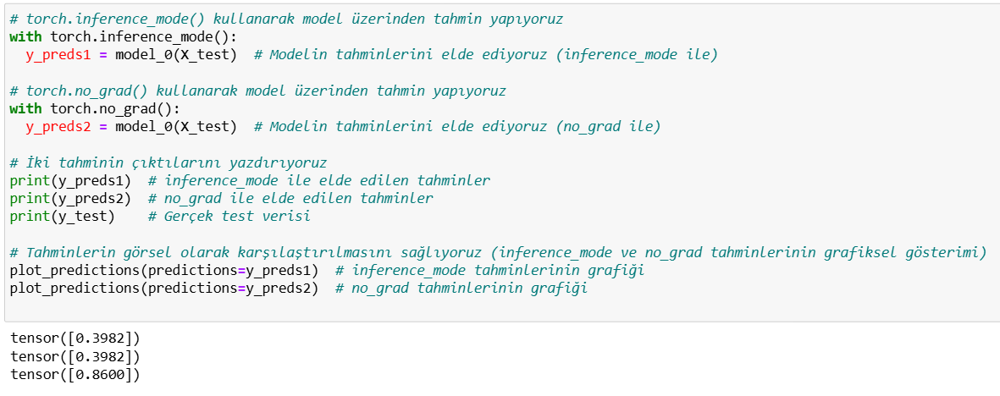 # torch.inference_mode() kullanarak model üzerinden tahmin yapıyoruz
with torch.inference_mode():
  y_preds1 = model_0(X_test)  # Modelin tahminlerini elde ediyoruz (inference_mode ile)

# torch.no_grad() kullanarak model üzerinden tahmin yapıyoruz
with torch.no_grad():
  y_preds2 = model_0(X_test)  # Modelin tahminlerini elde ediyoruz (no_grad ile)

# İki tahminin çıktılarını yazdırıyoruz
print(y_preds1)  # inference_mode ile elde edilen tahminler
print(y_preds2)  # no_grad ile elde edilen tahminler
print(y_test)    # Gerçek test verisi

# Tahminlerin görsel olarak karşılaştırılmasını sağlıyoruz (inference_mode ve no_grad tahminlerinin grafiksel gösterimi)
plot_predictions(predictions=y_preds1)  # inference_mode tahminlerinin grafiği
plot_predictions(predictions=y_preds2)  # no_grad tahminlerinin grafiği

tensor([0.3982])
tensor([0.3982])
tensor([0.8600])